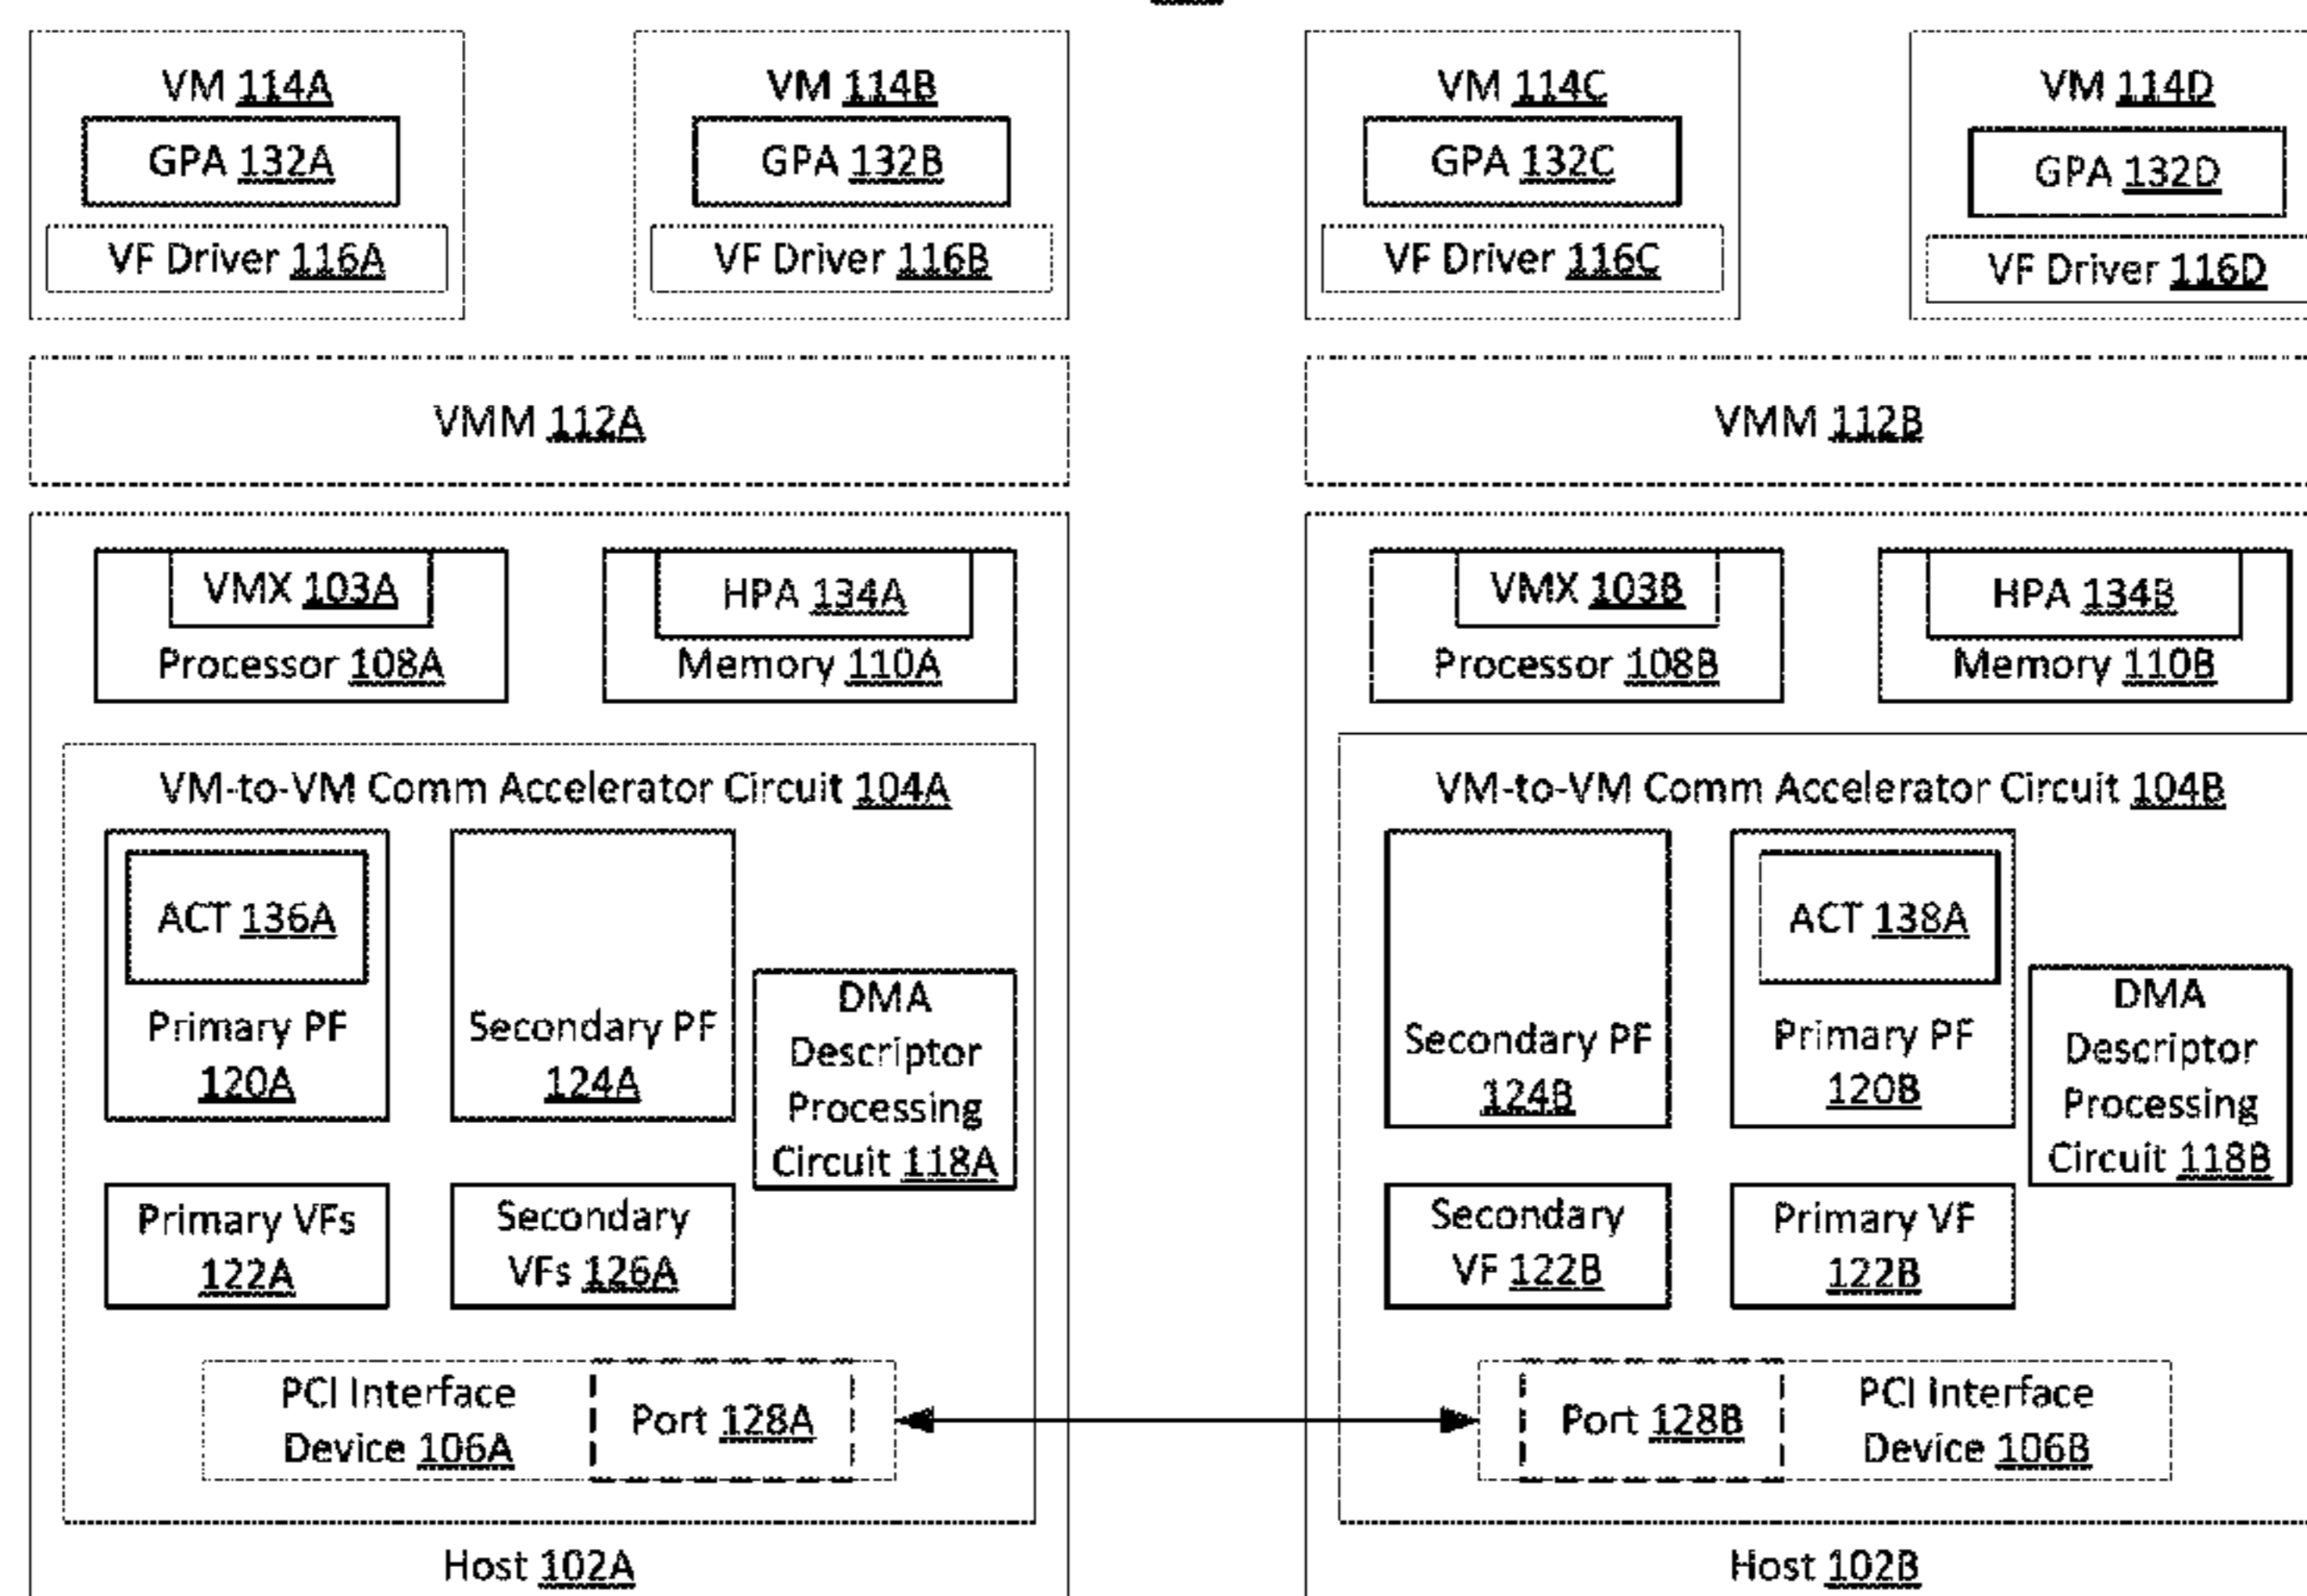 VM 114A
GPA 132A
VF Driver 116A
VM 114B
GPA 132B
VF Driver 116B
VM 114C
GPA 132C
VF Driver 116C
VM 114D
GPA 132D
VF Driver 116D
VMM 112A
VMM 112B
VMX 103A
Processor 108A
HPA 134A
Memory 110A
VM-to-VM Comm Accelerator Circuit 104A
ACT 136A
Primary PF
120A
Secondary PF
124A
DMA
Descriptor
Processing
Circuit 118A
Primary VFs
122A
Secondary
VFs 126A
PCI Interface
Device 106A
Port 128A
Host 102A
VMX 103B
Processor 108B
HPA 134B
Memory 110B
VM-to-VM Comm Accelerator Circuit 104B
Secondary PF
124B
ACT 138A
Primary PF
120B
DMA
Descriptor
Processing
Circuit 118B
Secondary
VF 122B
Primary VF
122B
Port 128B
PCI Interface
Device 106B
Host 102B